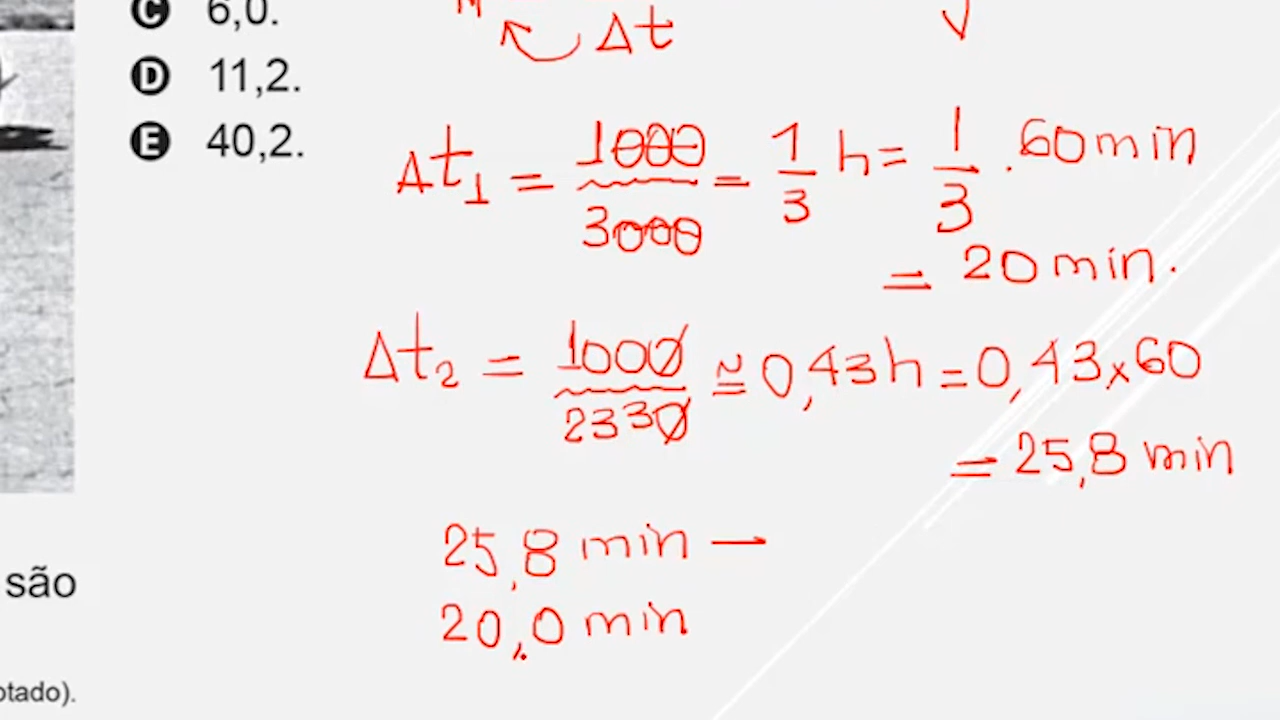 C 6,0.
Δt
D 11,2.
E 40,2.
Δt1 = 1000/3000 = 1/3 h = 1/3 . 60 min
= 20 min.
Δt2 = 1000/2330 ≅ 0,43 h = 0,43 x 60
= 25,8 min
25,8 min —
20,0 min
são
otado).